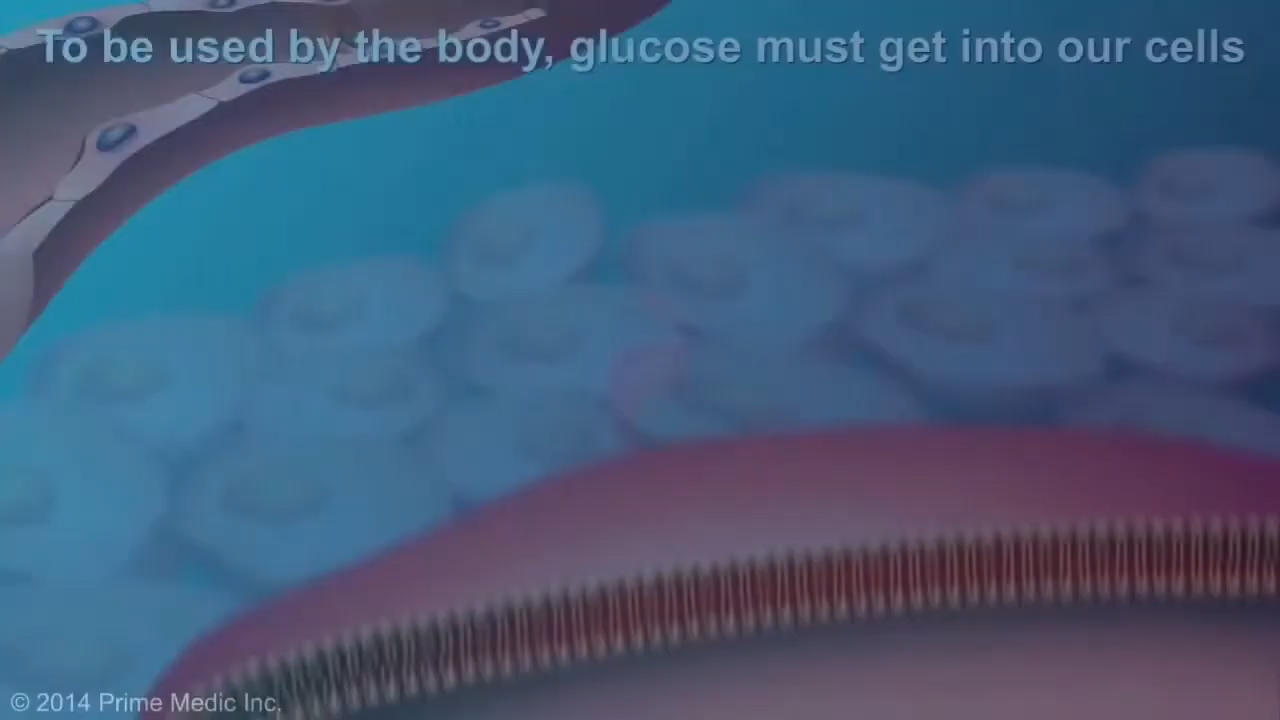 To be used by the body, glucose must get into our cells
© 2014 Prime Medic Inc.